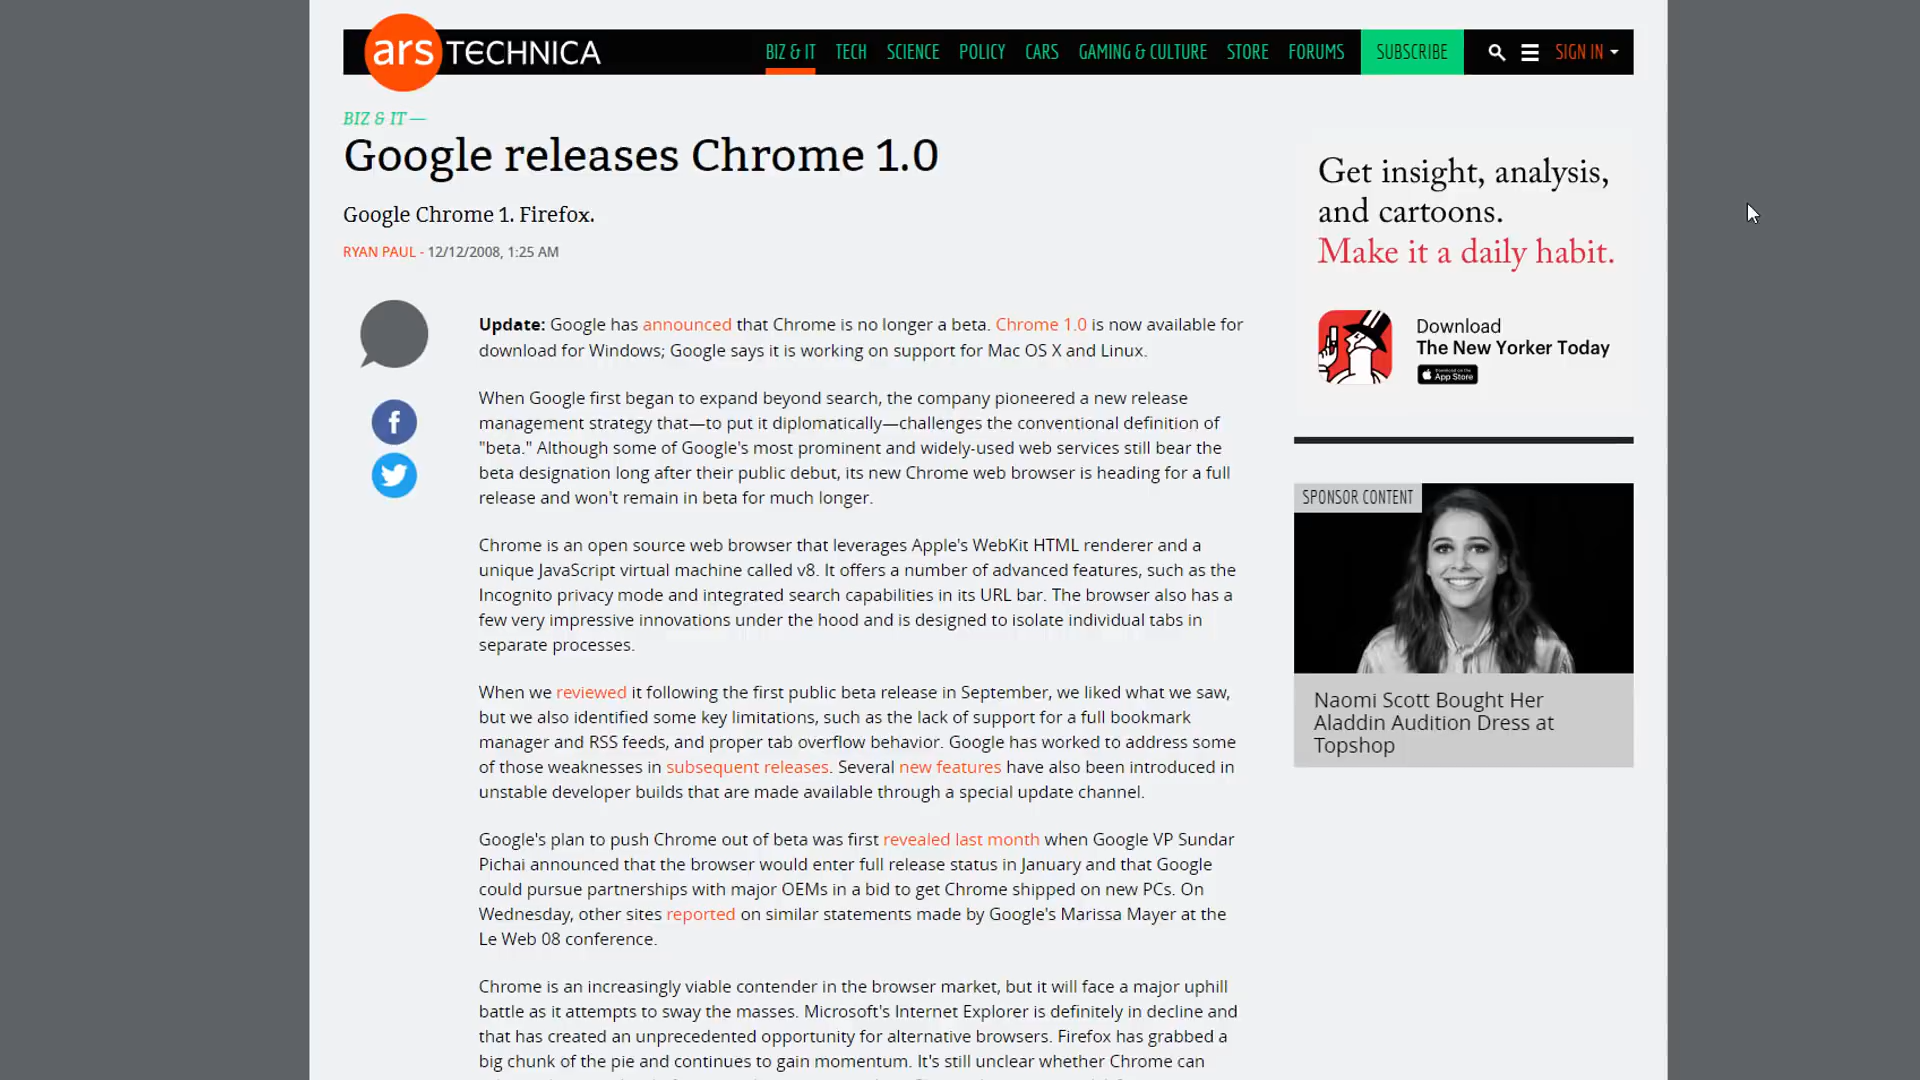 ars TECHNICA
BIZ & IT TECH SCIENCE POLICY CARS GAMING & CULTURE STORE FORUMS SUBSCRIBE SIGN IN
BIZ & IT —
Google releases Chrome 1.0
Google Chrome 1. Firefox.
RYAN PAUL - 12/12/2008, 1:25 AM
Update: Google has announced that Chrome is no longer a beta. Chrome 1.0 is now available for
download for Windows; Google says it is working on support for Mac OS X and Linux.
When Google first began to expand beyond search, the company pioneered a new release
management strategy that—to put it diplomatically—challenges the conventional definition of
"beta." Although some of Google's most prominent and widely-used web services still bear the
beta designation long after their public debut, its new Chrome web browser is heading for a full
release and won't remain in beta for much longer.
Chrome is an open source web browser that leverages Apple's WebKit HTML renderer and a
unique JavaScript virtual machine called v8. It offers a number of advanced features, such as the
Incognito privacy mode and integrated search capabilities in its URL bar. The browser also has a
few very impressive innovations under the hood and is designed to isolate individual tabs in
separate processes.
When we reviewed it following the first public beta release in September, we liked what we saw,
but we also identified some key limitations, such as the lack of support for a full bookmark
manager and RSS feeds, and proper tab overflow behavior. Google has worked to address some
of those weaknesses in subsequent releases. Several new features have also been introduced in
unstable developer builds that are made available through a special update channel.
Google's plan to push Chrome out of beta was first revealed last month when Google VP Sundar
Pichai announced that the browser would enter full release status in January and that Google
could pursue partnerships with major OEMs in a bid to get Chrome shipped on new PCs. On
Wednesday, other sites reported on similar statements made by Google's Marissa Mayer at the
Le Web 08 conference.
Chrome is an increasingly viable contender in the browser market, but it will face a major uphill
battle as it attempts to sway the masses. Microsoft's Internet Explorer is definitely in decline and
that has created an unprecedented opportunity for alternative browsers. Firefox has grabbed a
big chunk of the pie and continues to gain momentum. It's still unclear whether Chrome can
Get insight, analysis,
and cartoons.
Make it a daily habit.
Download
The New Yorker Today
App Store
SPONSOR CONTENT
Naomi Scott Bought Her
Aladdin Audition Dress at
Topshop